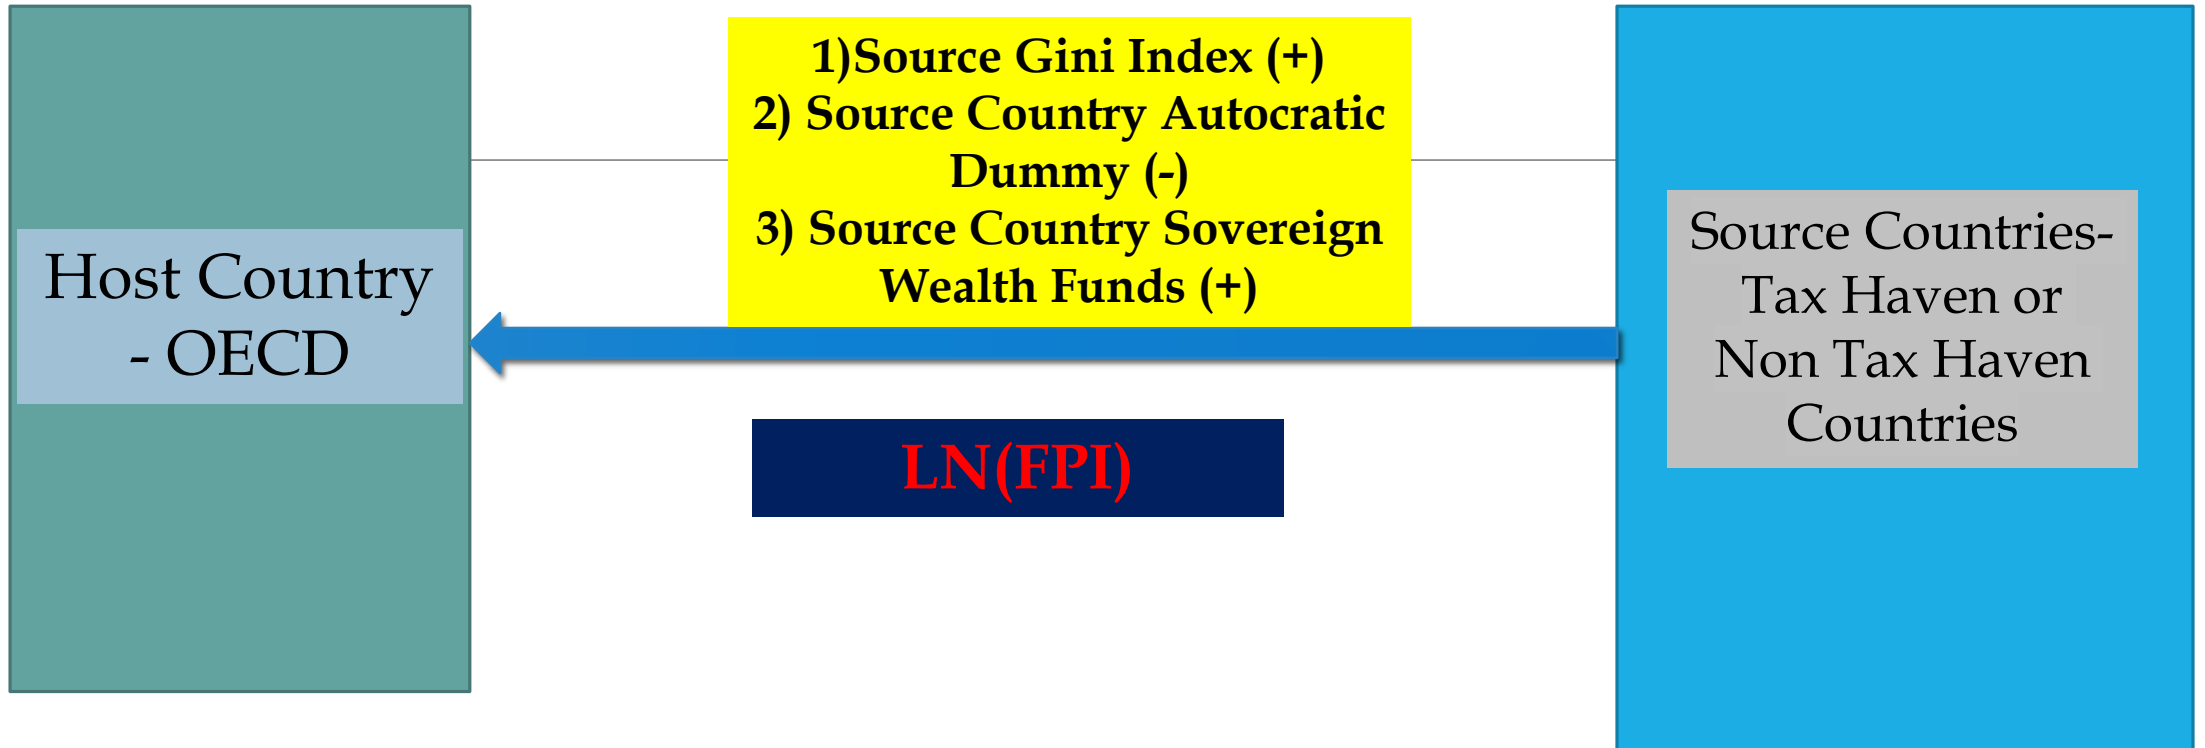 1)Source Gini Index (+)
2) Source Country Autocratic
Dummy (-)
3) Source Country Sovereign
Wealth Funds (+)
Host Country
- OECD
Source Countries-
Tax Haven or
Non Tax Haven
Countries
LN(FPI)